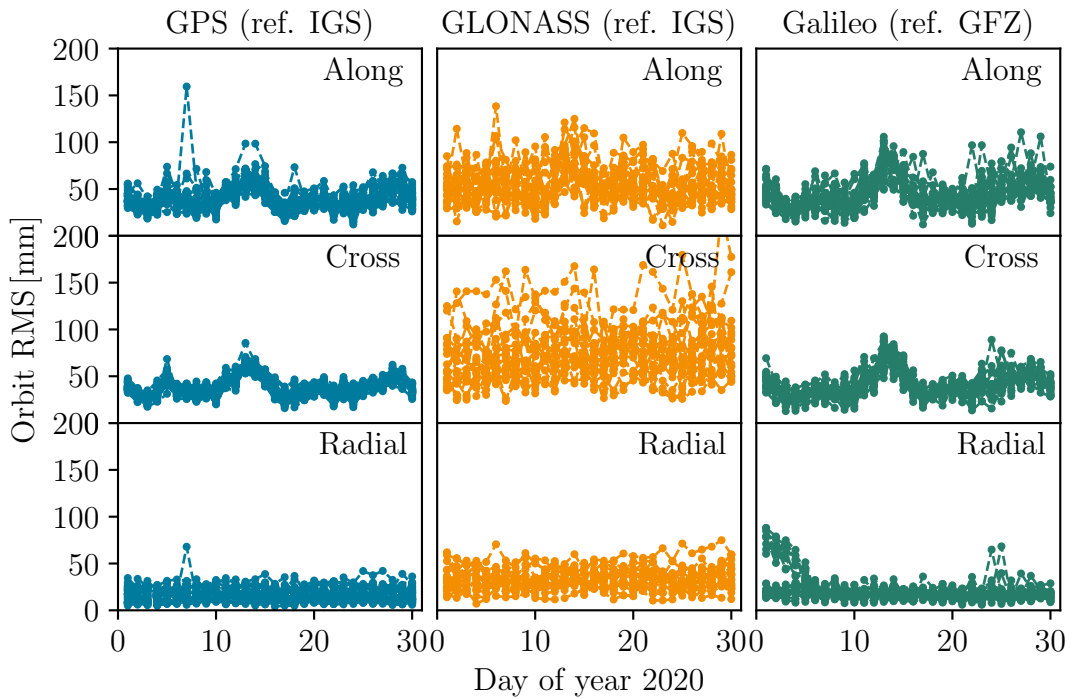 GPS (ref. IGS) GLONASS (ref. IGS) Galileo (ref. GFZ)
200
150
100
50
Along Along Along
200
150
100
50
Cross Cross Cross
200
150
100
50
0
Radial Radial Radial
Orbit RMS [mm]
0 10 20 30 10 20 30 10 20 30
Day of year 2020